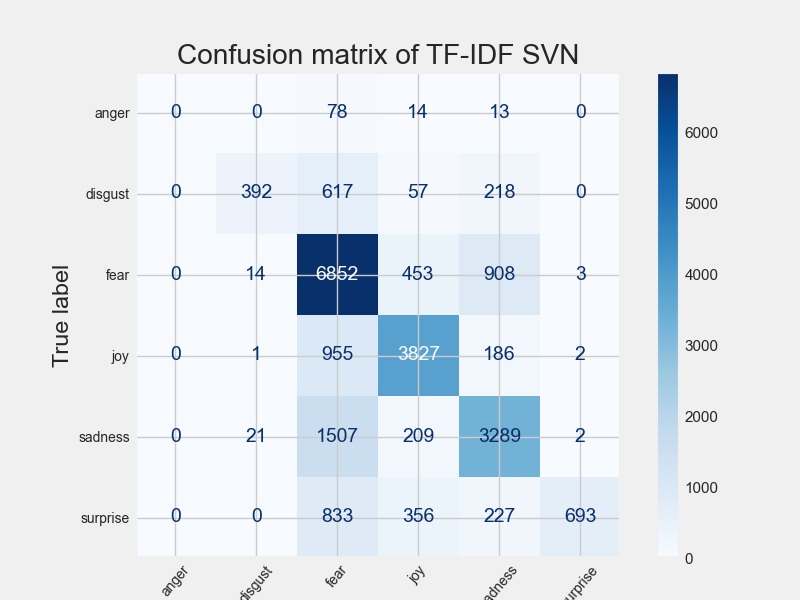 Confusion matrix of TF-IDF SVN
True label
anger 0 0 78 14 13 0
disgust 0 392 617 57 218 0
fear 0 14 6852 453 908 3
joy 0 1 955 3827 186 2
sadness 0 21 1507 209 3289 2
surprise 0 0 833 356 227 693
anger disgust fear joy adness urprise
6000
5000
4000
3000
2000
1000
0